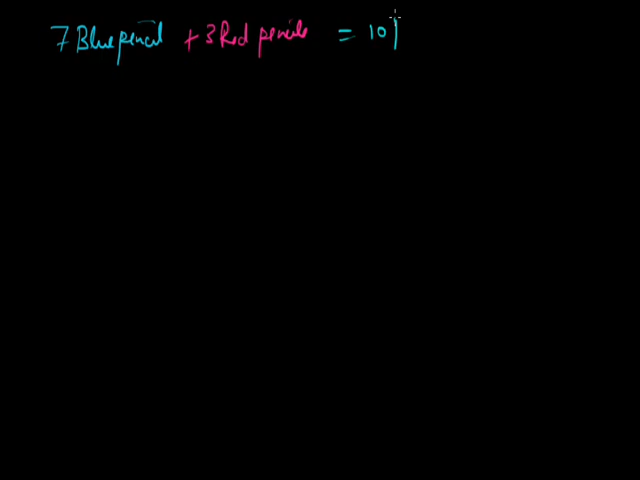 7 Blue pencil + 3 Red pencils = 10